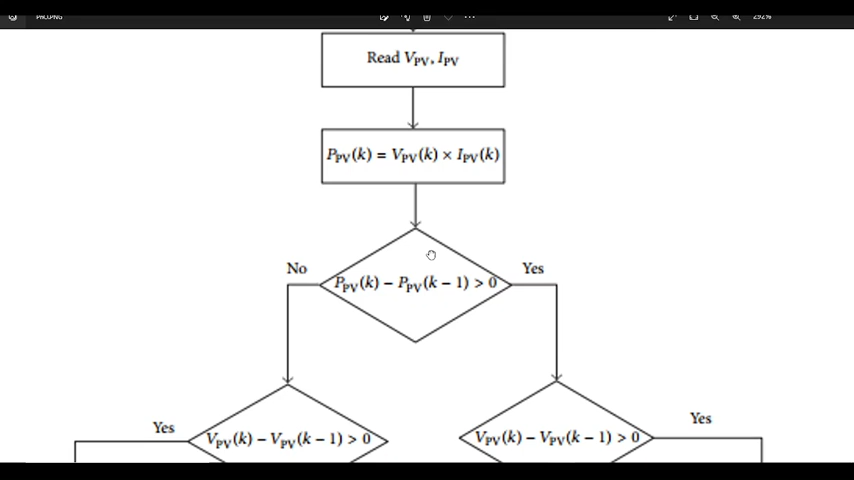 292%
Read V_PV, I_PV
P_PV(k) = V_PV(k) × I_PV(k)
No
P_PV(k) − P_PV(k − 1) > 0
Yes
Yes
V_PV(k) − V_PV(k − 1) > 0
V_PV(k) − V_PV(k − 1) > 0
Yes